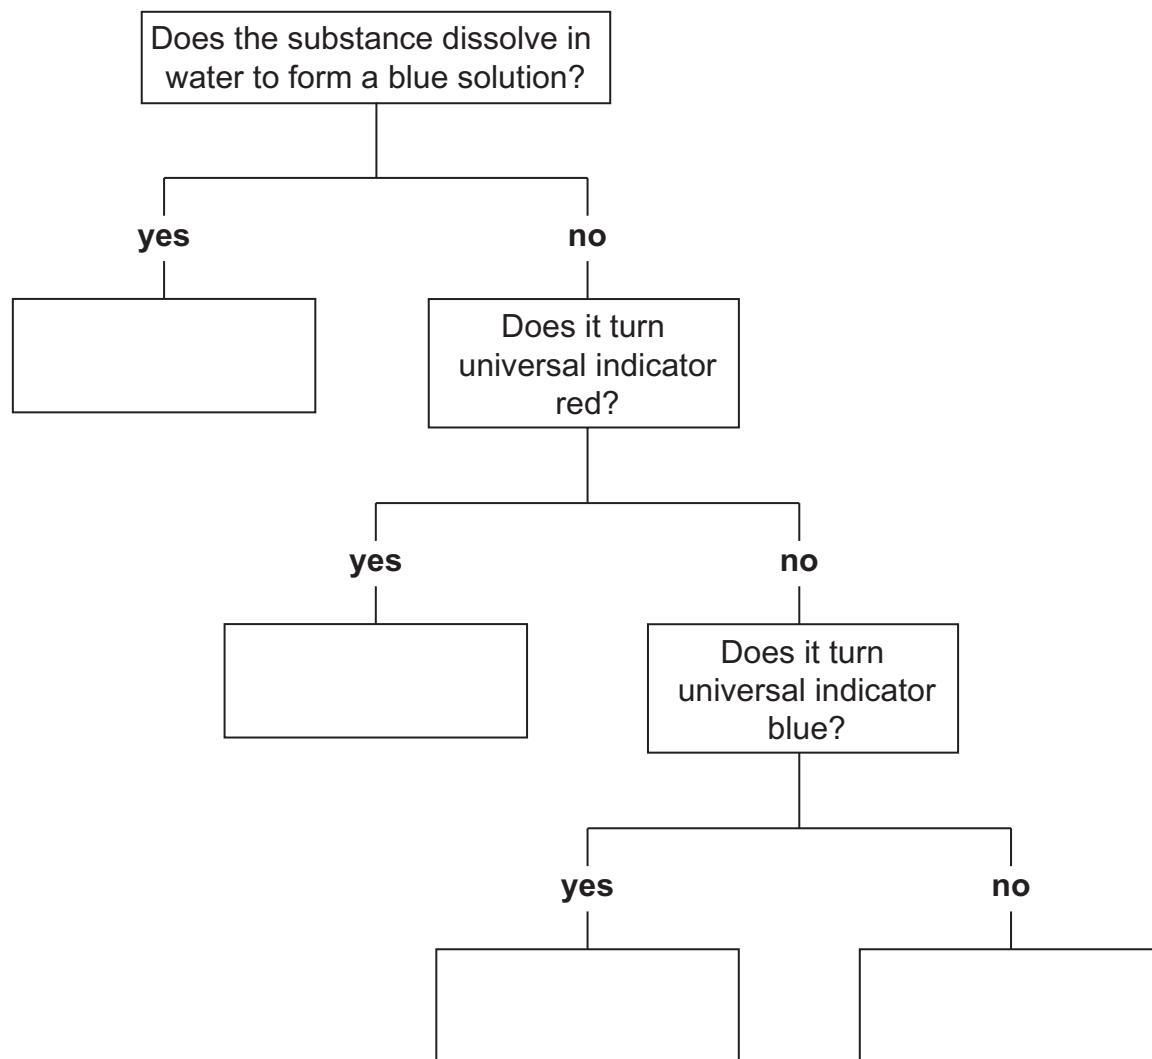 Does the substance dissolve in
water to form a blue solution?
yes
no
Does it turn
universal indicator
red?
yes
no
Does it turn
universal indicator
blue?
yes
no